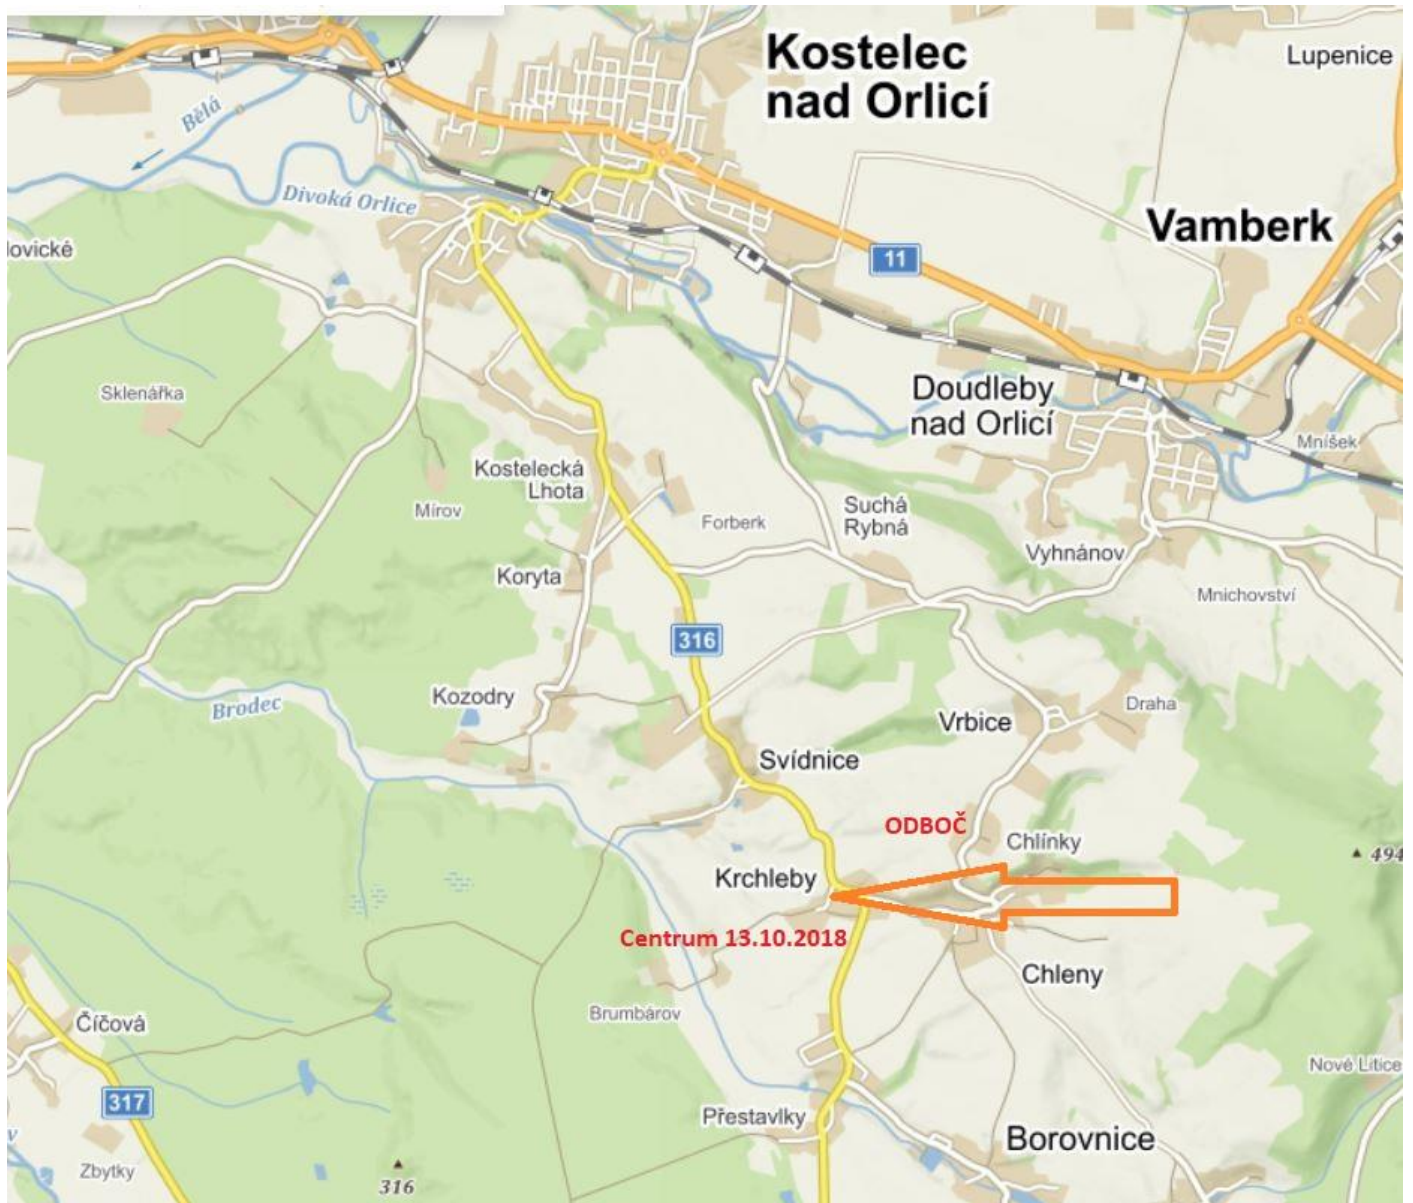 Kostelec
nad Orlicí
Lupenice
Bělá
Divoká Orlice
Vamberk
lovické
11
Sklenářka
Doudleby
nad Orlicí
Mníšek
Kostelecká
Lhota
Mírov
Forberk
Suchá
Rybná
Vyhnánov
Koryta
Mnichovství
316
Kozodry
Brodec
Draha
Vrbice
Svídnice
ODBOČ
Chlínky
494
Krchleby
Centrum 13.10.2018
Chleny
Brumbárov
Číčová
Nové Litice
317
Přestavlky
Borovnice
v
Zbytky
316